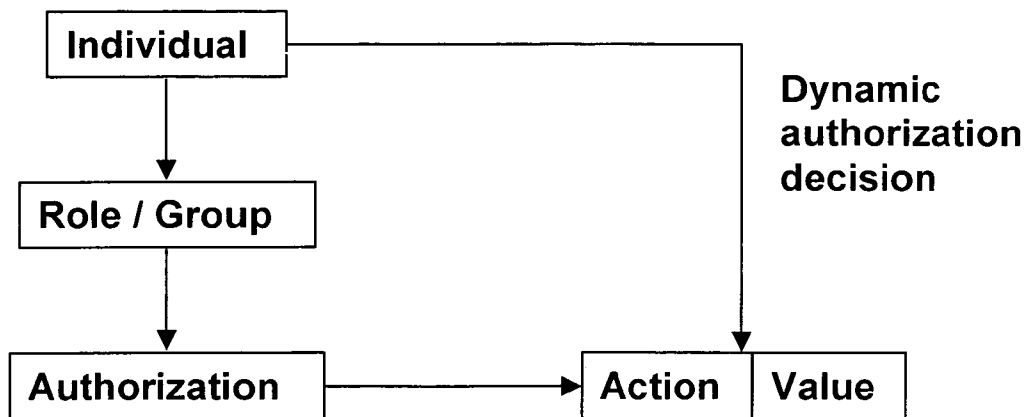 Individual
Dynamic
authorization
decision
Role / Group
Authorization
Action
Value